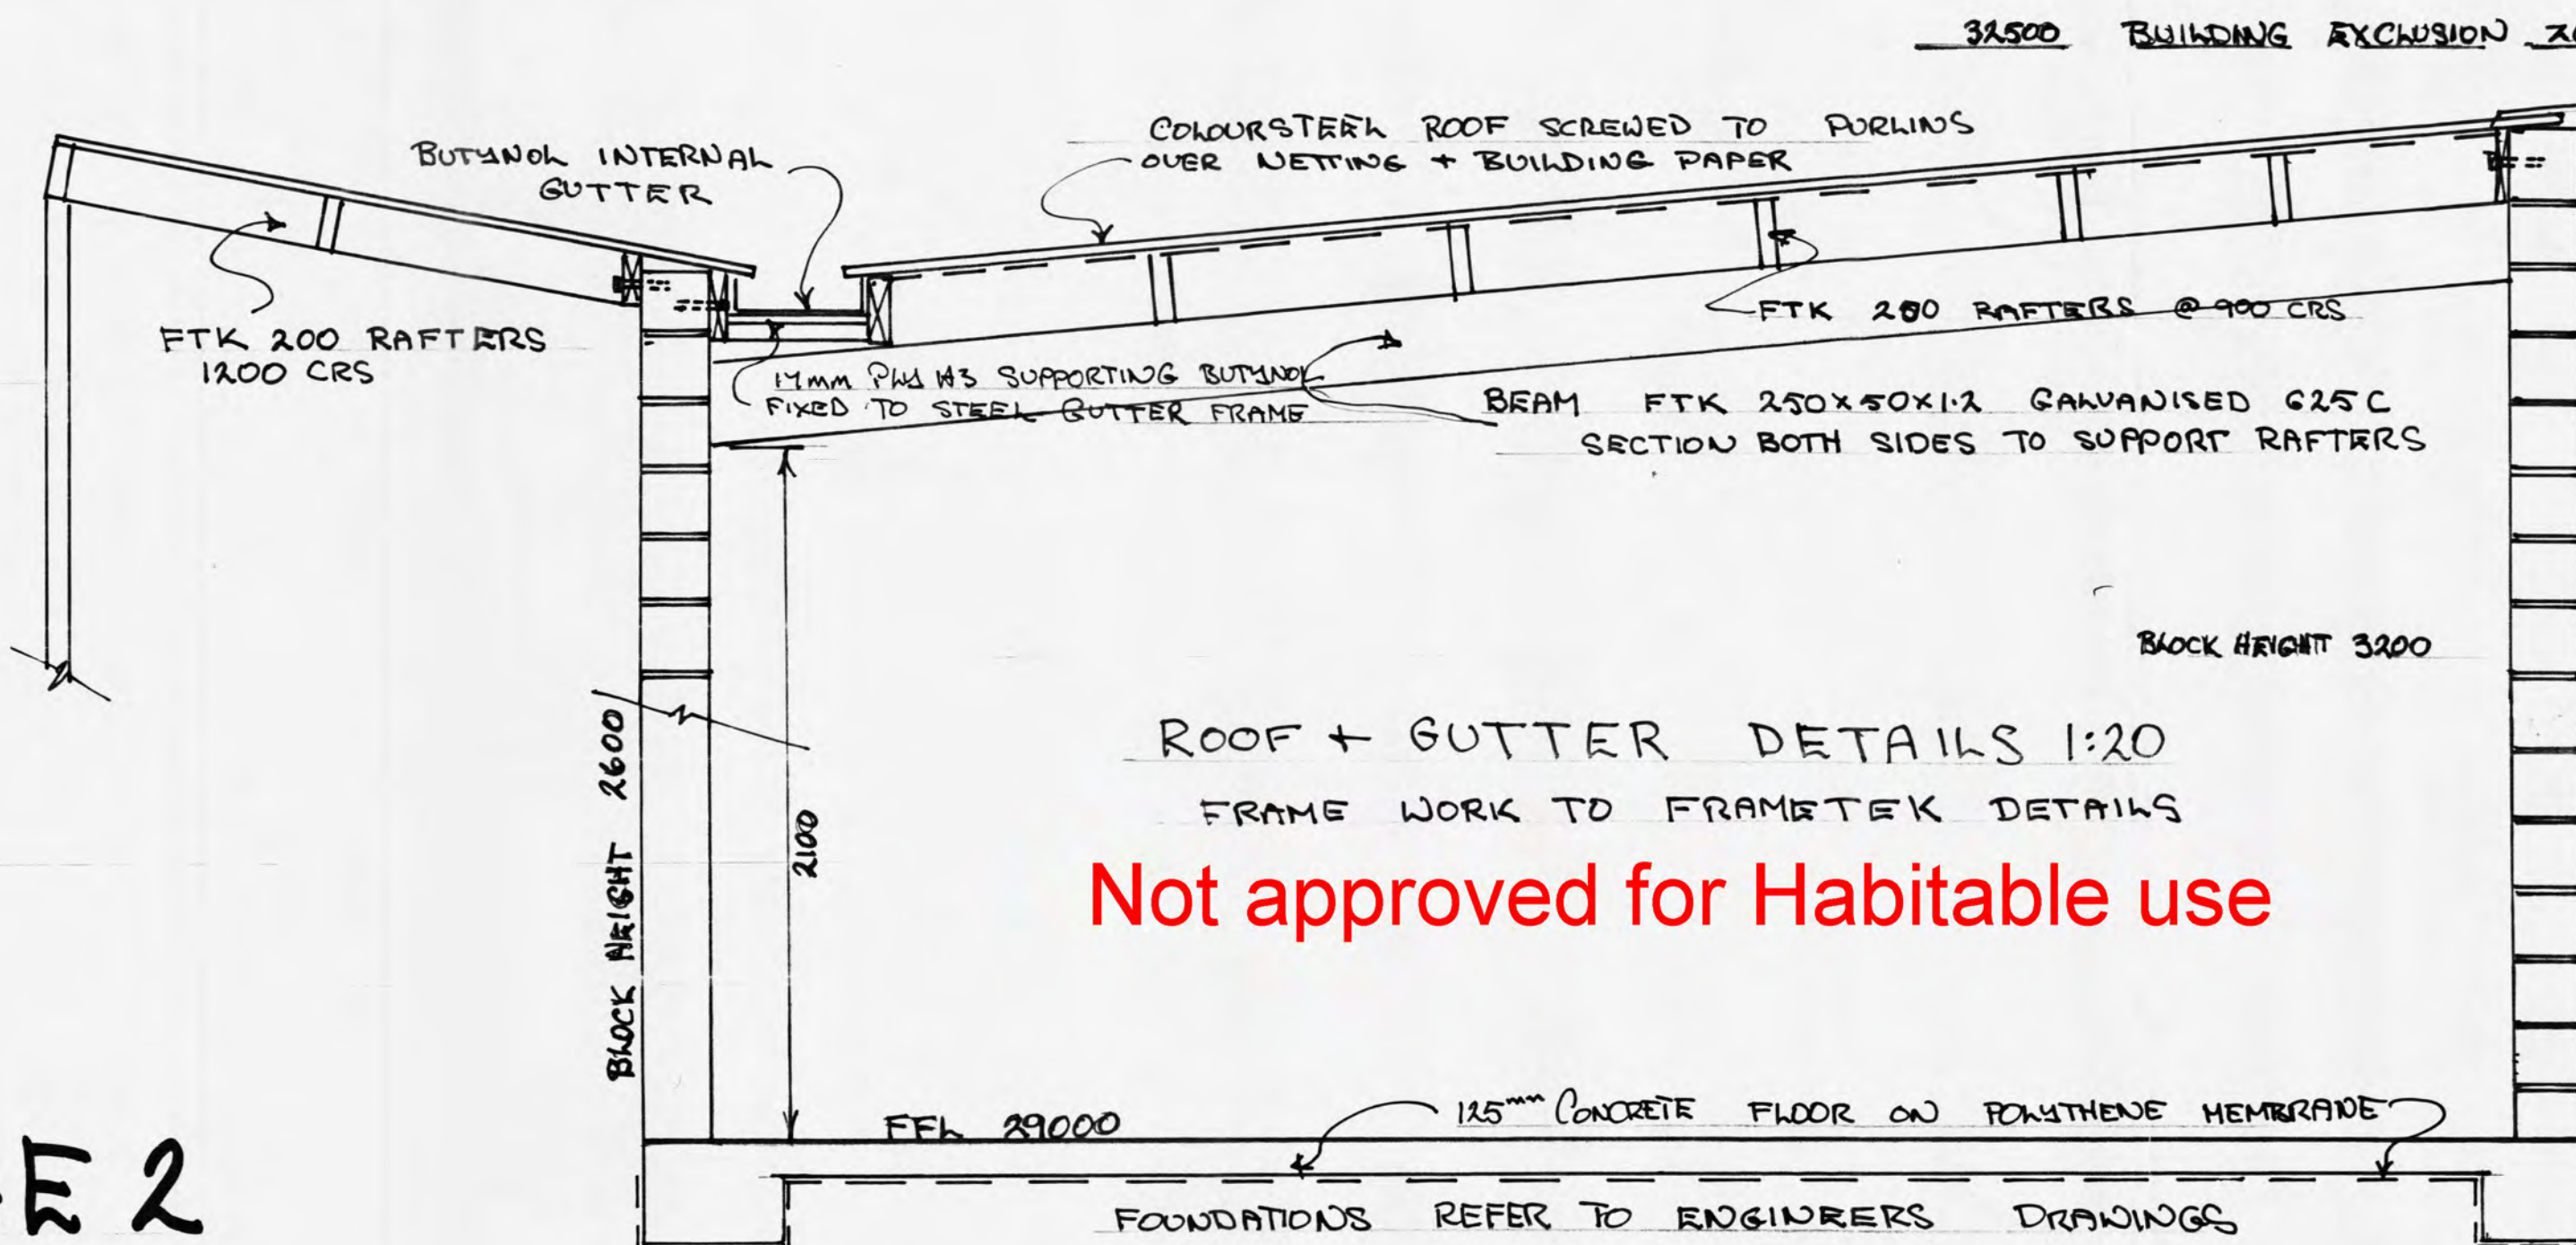 32500 BUILDING EXCLUSION
COLOURSTEEL ROOF SCREWED TO PURLINS
OVER NETTING + BUILDING PAPER
BUTYNOL INTERNAL
GUTTER
FTK 200 RAFTERS
1200 CRS
FTK 200 RAFTERS @ 900 CRS
PLY H3 SUPPORTING BUTYNOL
FIXED TO STEEL GUTTER FRAME
BEAM FTK 250x50x1.2 GALVANISED G25 C
SECTION BOTH SIDES TO SUPPORT RAFTERS
BLOCK HEIGHT 3200
BLOCK HEIGHT 2600
2100
ROOF + GUTTER DETAILS 1:20
FRAME WORK TO FRAMETEK DETAILS
Not approved for Habitable use
FFL 29000
125mm CONCRETE FLOOR ON POLYTHENE MEMBRANE
E 2
FOUNDATIONS REFER TO ENGINEERS DRAWINGS